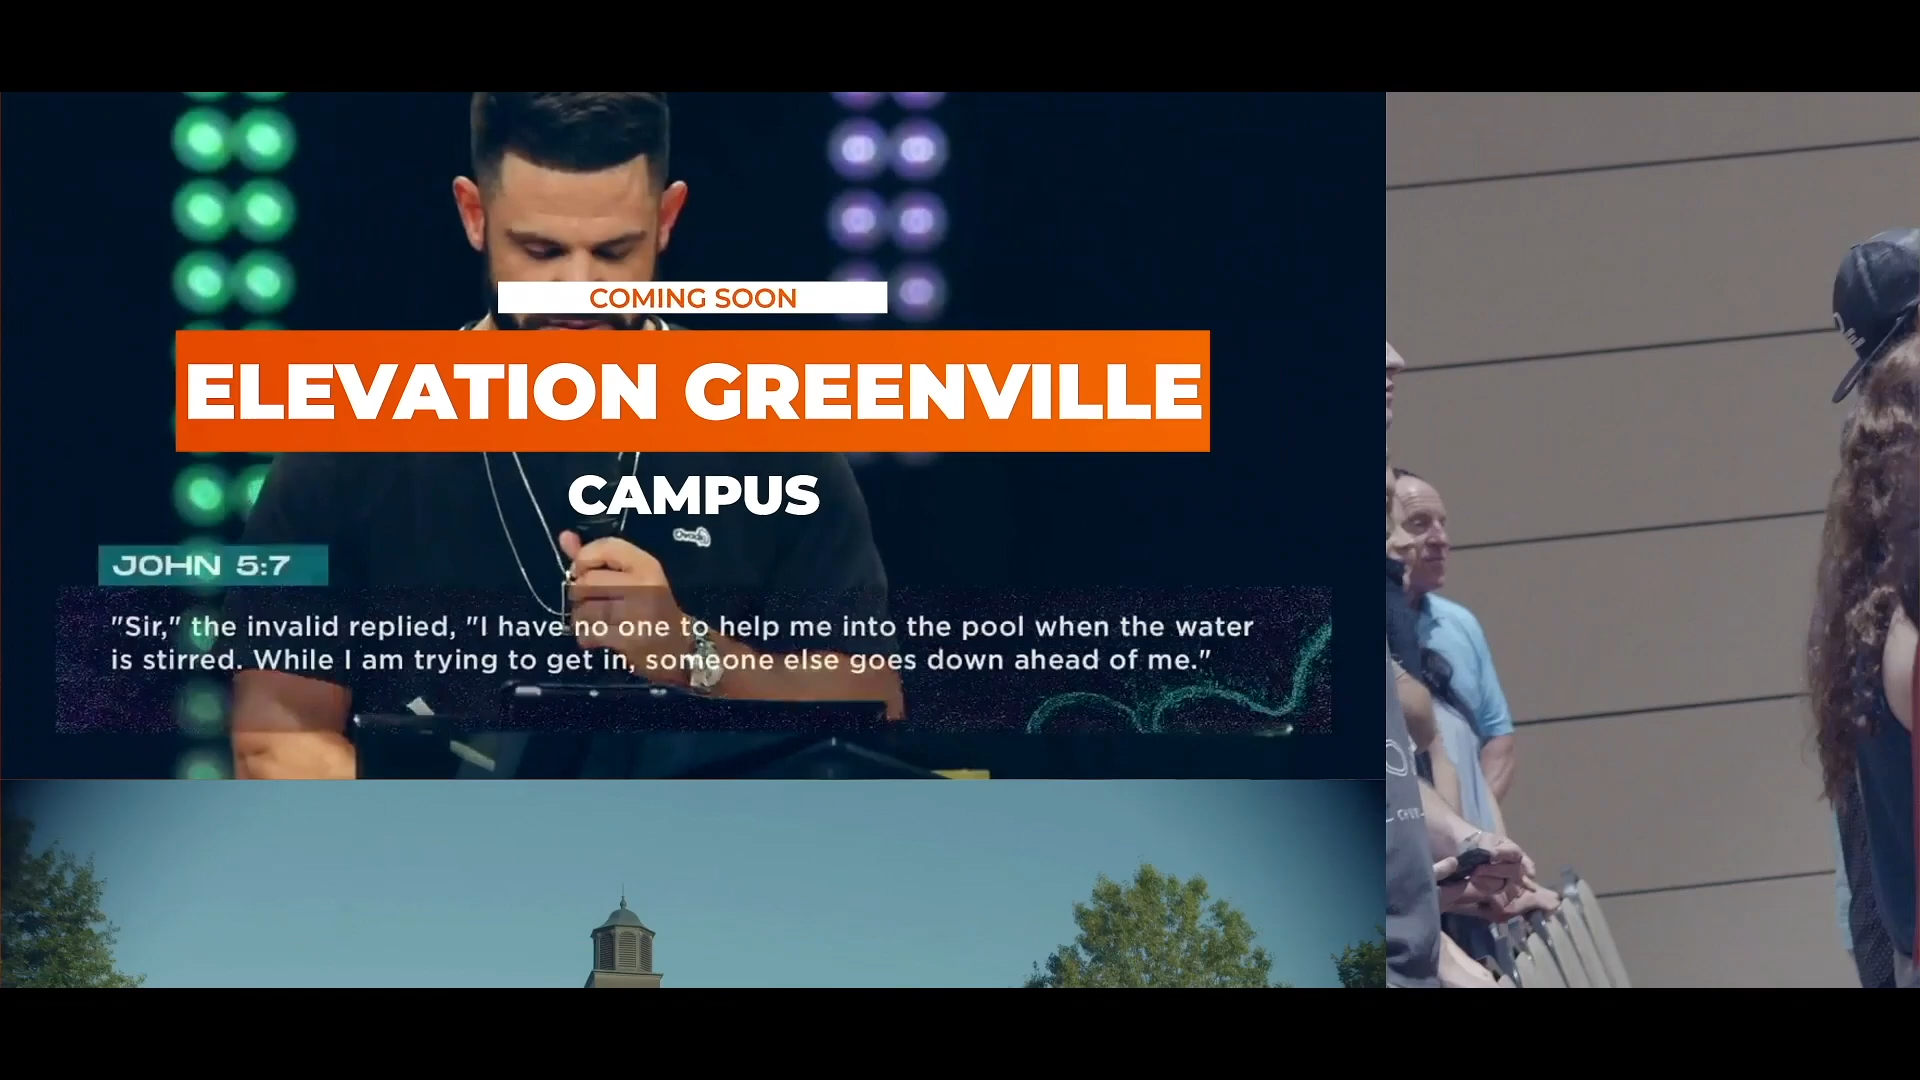 COMING SOON
ELEVATION GREENVILLE
CAMPUS
JOHN 5:7
"Sir," the invalid replied, "I have no one to help me into the pool when the water
is stirred. While I am trying to get in, someone else goes down ahead of me."